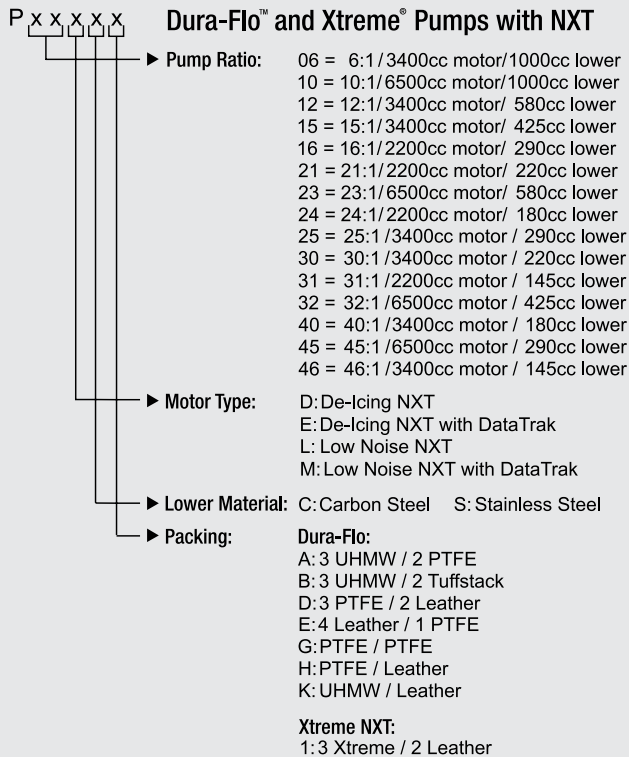 P x x x x x Dura-Flo™ and Xtreme® Pumps with NXT
Pump Ratio: 06 = 6:1/3400cc motor/1000cc lower
10 = 10:1/6500cc motor/1000cc lower
12 = 12:1/3400cc motor/ 580cc lower
15 = 15:1/3400cc motor/ 425cc lower
16 = 16:1/2200cc motor/ 290cc lower
21 = 21:1/2200cc motor/ 220cc lower
23 = 23:1/6500cc motor/ 580cc lower
24 = 24:1/2200cc motor/ 180cc lower
25 = 25:1/3400cc motor / 290cc lower
30 = 30:1/3400cc motor / 220cc lower
31 = 31:1/2200cc motor / 145cc lower
32 = 32:1/6500cc motor / 425cc lower
40 = 40:1/3400cc motor / 180cc lower
45 = 45:1/6500cc motor / 290cc lower
46 = 46:1/3400cc motor / 145cc lower
Motor Type: D:De-Icing NXT
E:De-Icing NXT with DataTrak
L:Low Noise NXT
M:Low Noise NXT with DataTrak
Lower Material: C:Carbon Steel S:Stainless Steel
Packing: Dura-Flo:
A:3 UHMW / 2 PTFE
B:3 UHMW / 2 Tuffstack
D:3 PTFE / 2 Leather
E:4 Leather / 1 PTFE
G:PTFE / PTFE
H:PTFE / Leather
K:UHMW / Leather
Xtreme NXT:
1:3 Xtreme / 2 Leather